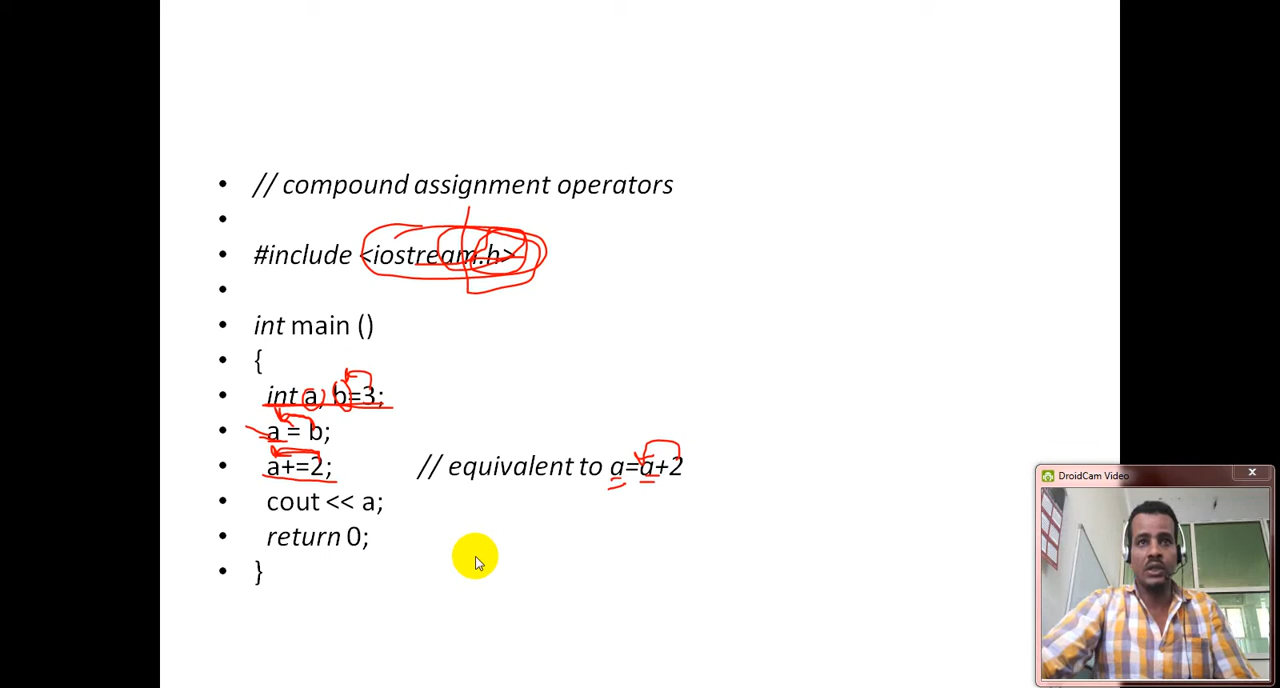 // compound assignment operators
#include <iostream.h>
int main ()
{
int a, b=3;
a = b;
a+=2; // equivalent to a=a+2
cout << a;
return 0;
}
DroidCam Video